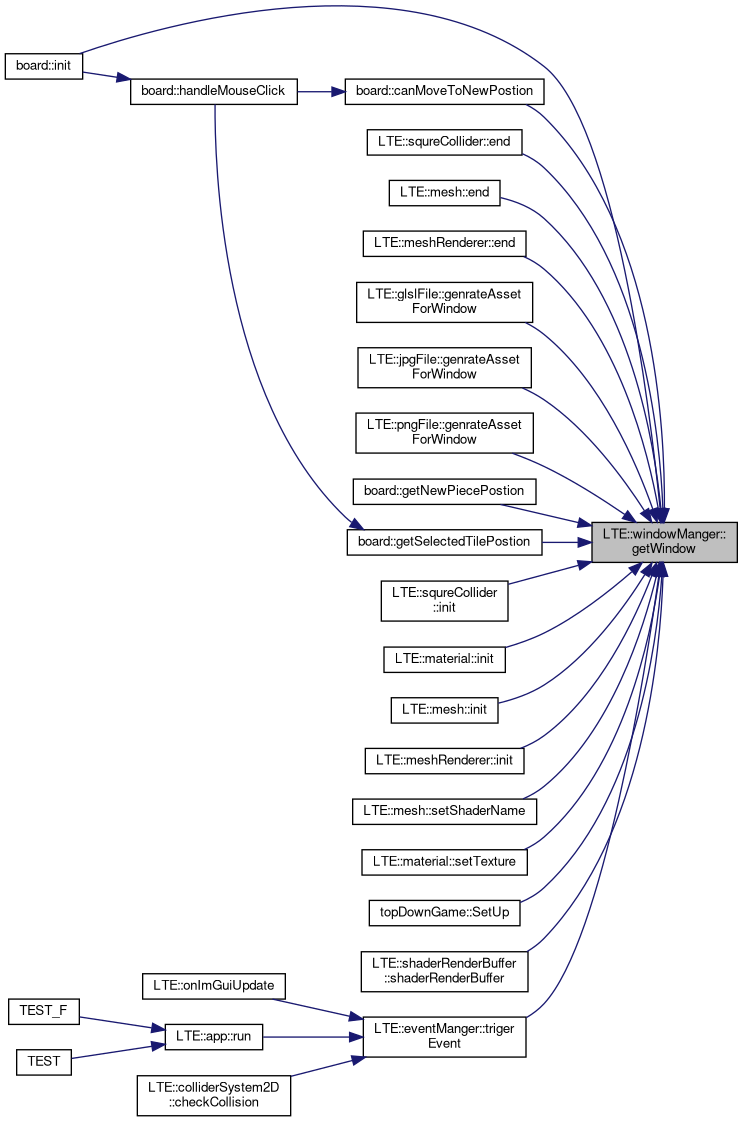 board::init
board::handleMouseClick
board::canMoveToNewPostion
LTE::squreCollider::end
LTE::mesh::end
LTE::meshRenderer::end
LTE::glslFile::genrateAsset
ForWindow
LTE::jpgFile::genrateAsset
ForWindow
LTE::pngFile::genrateAsset
ForWindow
board::getNewPiecePostion
LTE::windowManger::
getWindow
board::getSelectedTilePostion
LTE::squreCollider
::init
LTE::material::init
LTE::mesh::init
LTE::meshRenderer::init
LTE::mesh::setShaderName
LTE::material::setTexture
topDownGame::SetUp
LTE::shaderRenderBuffer
::shaderRenderBuffer
LTE::onImGuiUpdate
TEST_F
LTE::app::run
LTE::eventManger::triger
Event
TEST
LTE::colliderSystem2D
::checkCollision